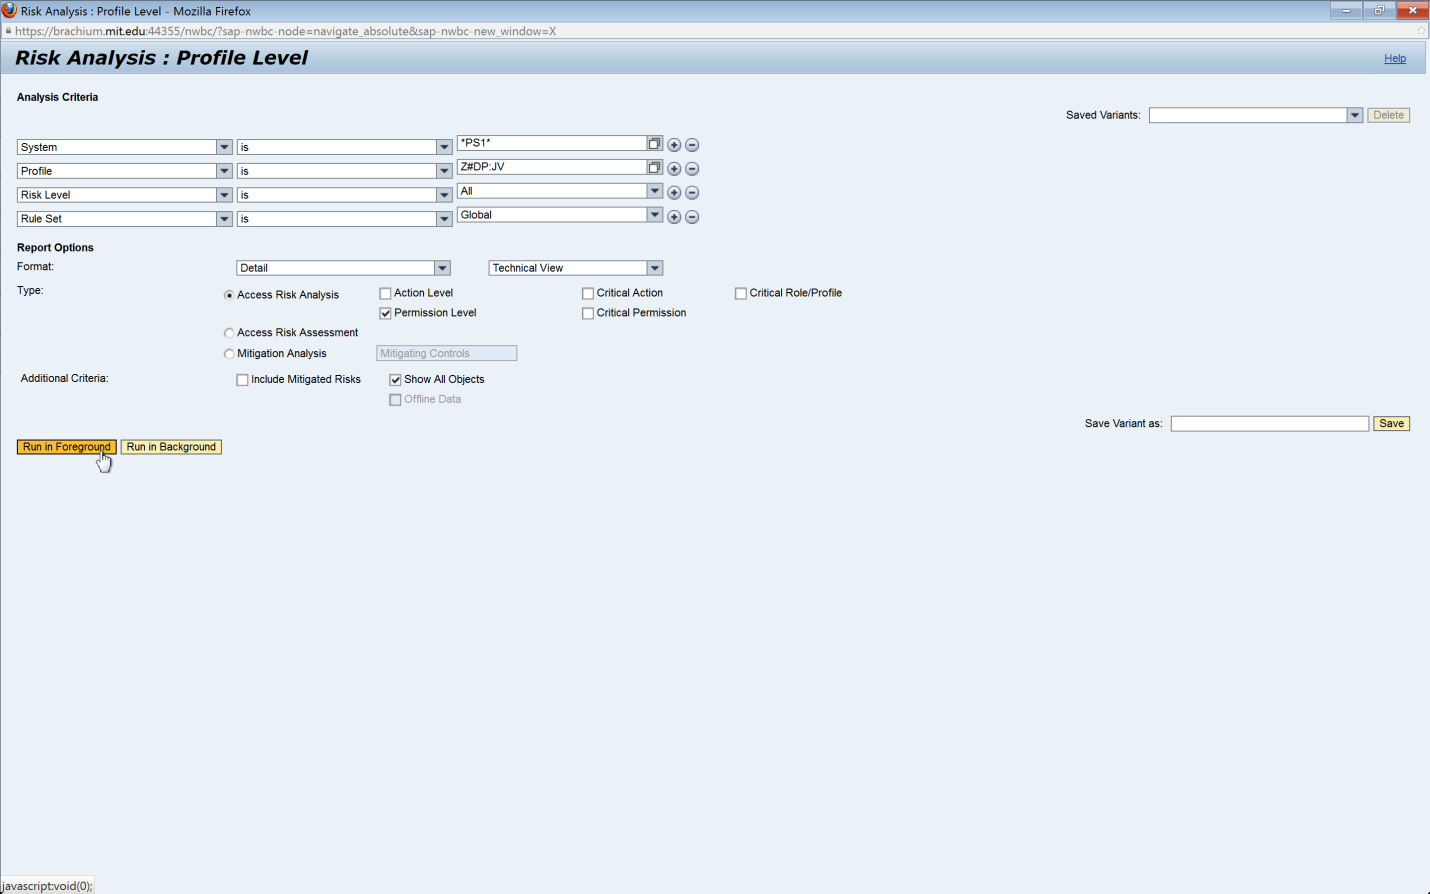 Risk Analysis : Profile Level - Mozilla Firefox
https://brachium.mit.edu:44355/nwbc/?sap-nwbc-node=navigate_absolute&sap-nwbc-new_window=X
Risk Analysis : Profile Level Help
Analysis Criteria
Saved Variants: Delete
System is *PS1*
Profile is Z#DP:JV
Risk Level is All
Rule Set is Global
Report Options
Format: Detail Technical View
Type: Access Risk Analysis Action Level Critical Action Critical Role/Profile
Permission Level Critical Permission
Access Risk Assessment
Mitigation Analysis Mitigating Controls
Additional Criteria: Include Mitigated Risks Show All Objects
Offline Data
Save Variant as: Save
Run in Foreground Run in Background
javascript:void(0);